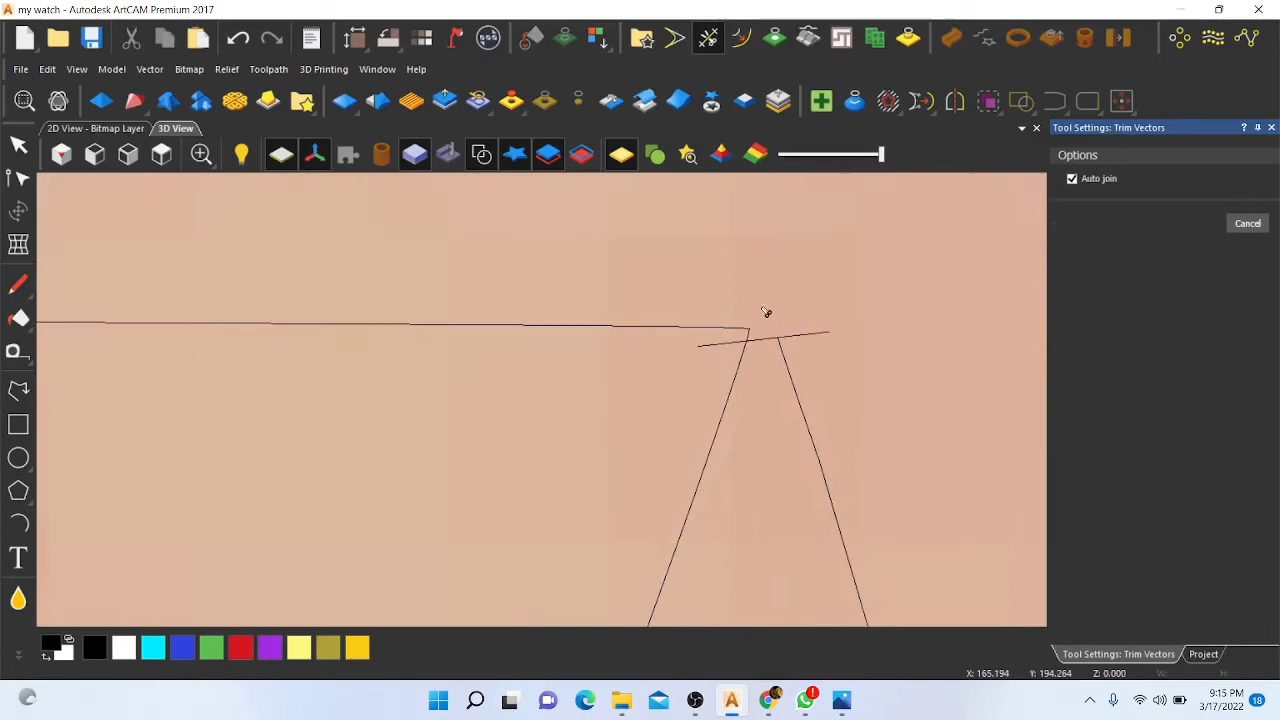 my watch - Autodesk ArtCAM Premium 2017
File Edit View Model Vector Bitmap Relief Toolpath 3D Printing Window Help
2D View - Bitmap Layer 3D View
Tool Settings: Trim Vectors
Options
Auto join
Cancel
T
Tool Settings: Trim Vectors Project
X: 165.194 Y: 194.264 Z: 0.000 W: H:
9:15 PM
3/17/2022
18